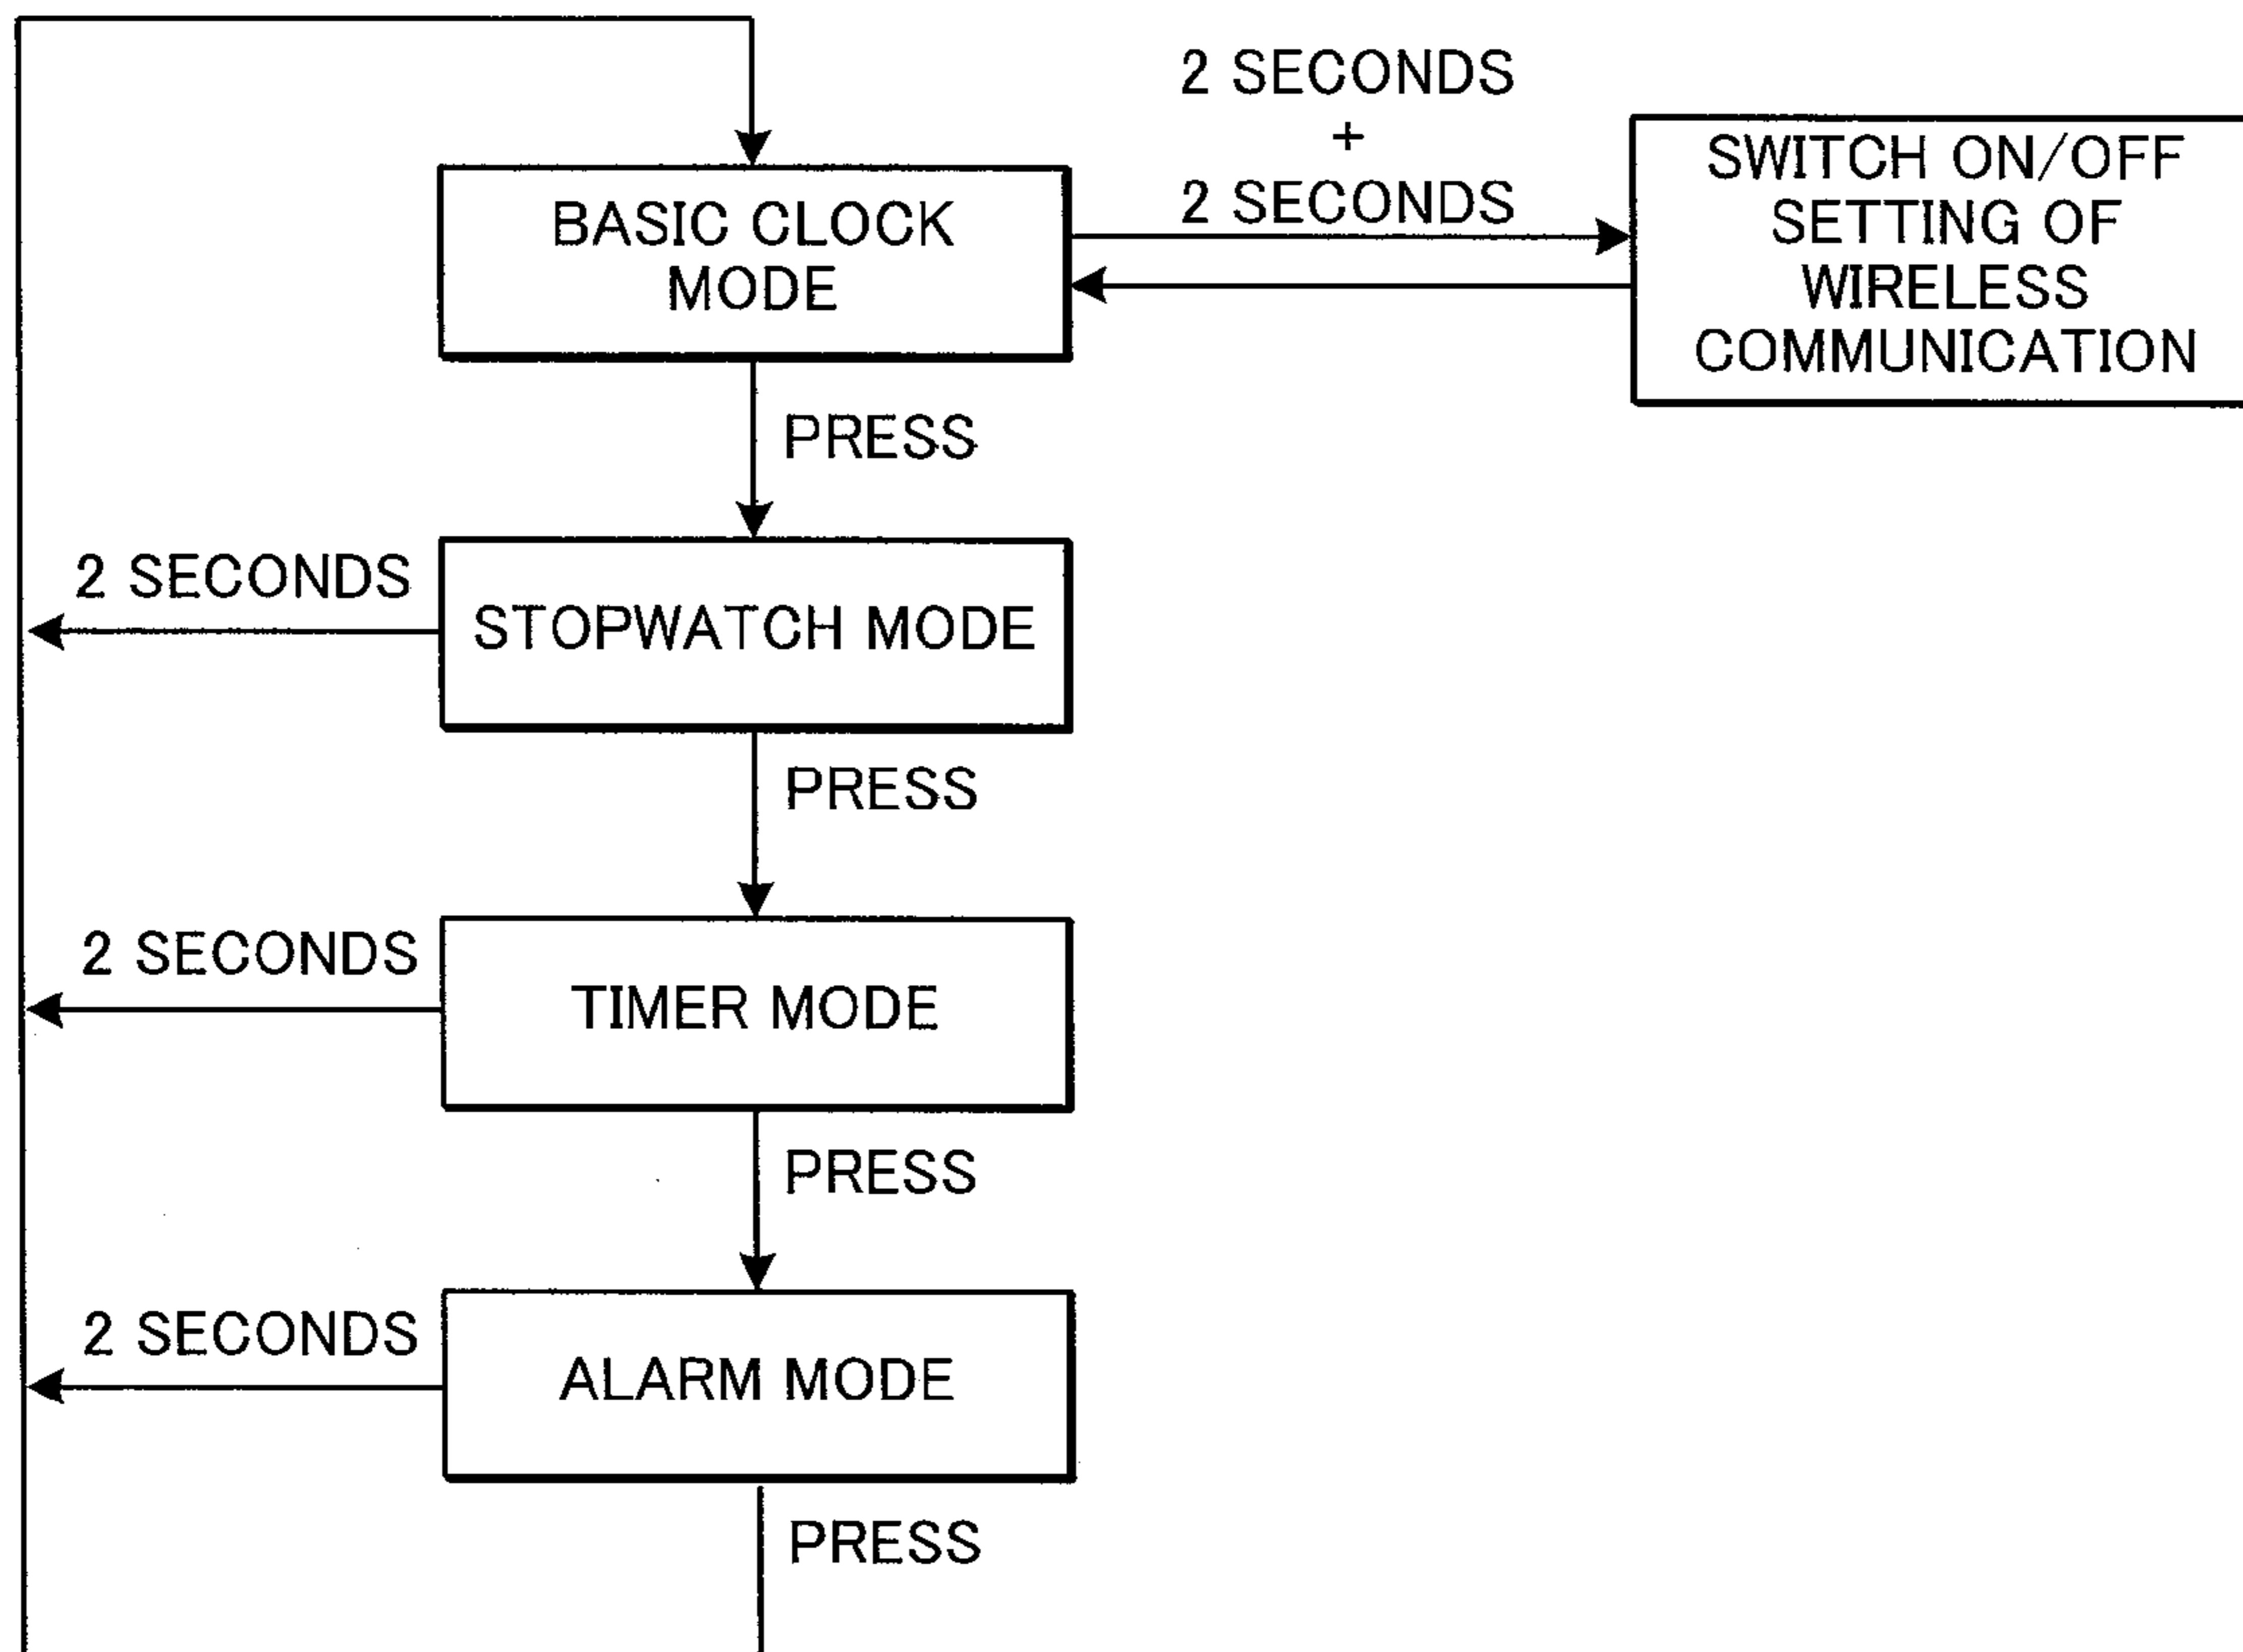 2 SECONDS
+
2 SECONDS
SWITCH ON/OFF
SETTING OF
WIRELESS
COMMUNICATION
BASIC CLOCK
MODE
PRESS
2 SECONDS
STOPWATCH MODE
PRESS
2 SECONDS
TIMER MODE
PRESS
2 SECONDS
ALARM MODE
PRESS